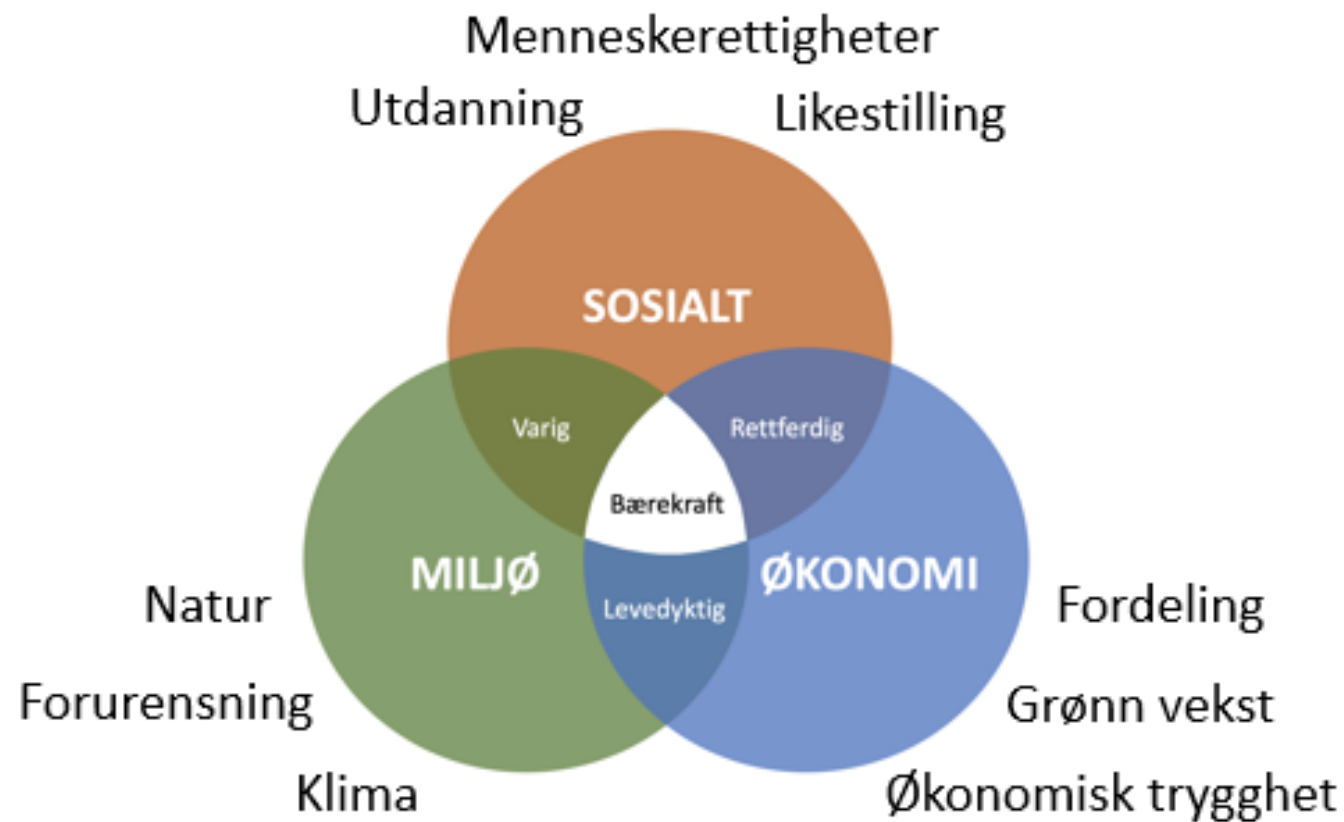 Menneskerettigheter
Utdanning
Likestilling
SOSIALT
Varig
Rettferdig
Bærekraft
MILJØ
ØKONOMI
Levedyktig
Natur
Forurensning
Klima
Fordeling
Grønn vekst
Økonomisk trygghet